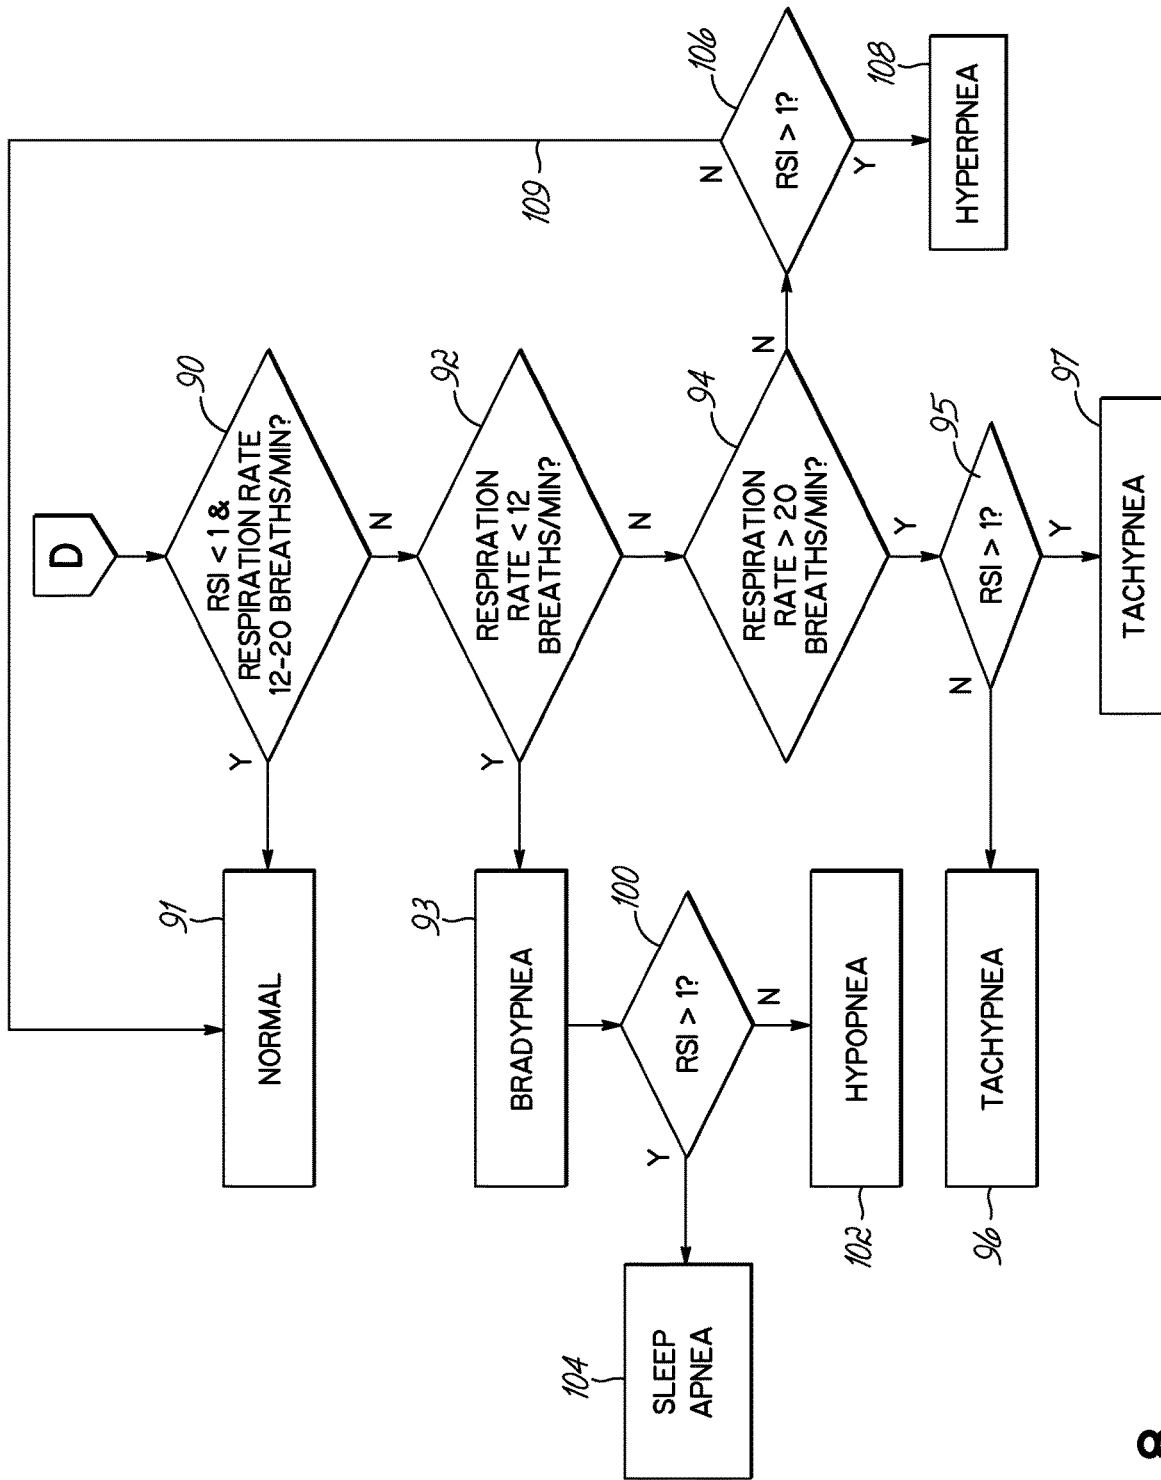 D
90
RSI < 1 &
RESPIRATION RATE
12-20 BREATHS/MIN?
Y
N
91
NORMAL
92
RESPIRATION
RATE < 12
BREATHS/MIN?
Y
N
93
BRADYPNEA
100
RSI > 1?
Y
N
104
SLEEP
APNEA
102
HYPOPNEA
94
RESPIRATION
RATE > 20
BREATHS/MIN?
N
Y
95
RSI > 1?
N
Y
96
TACHYPNEA
97
TACHYPNEA
106
RSI > 1?
N
Y
109
108
HYPERPNEA